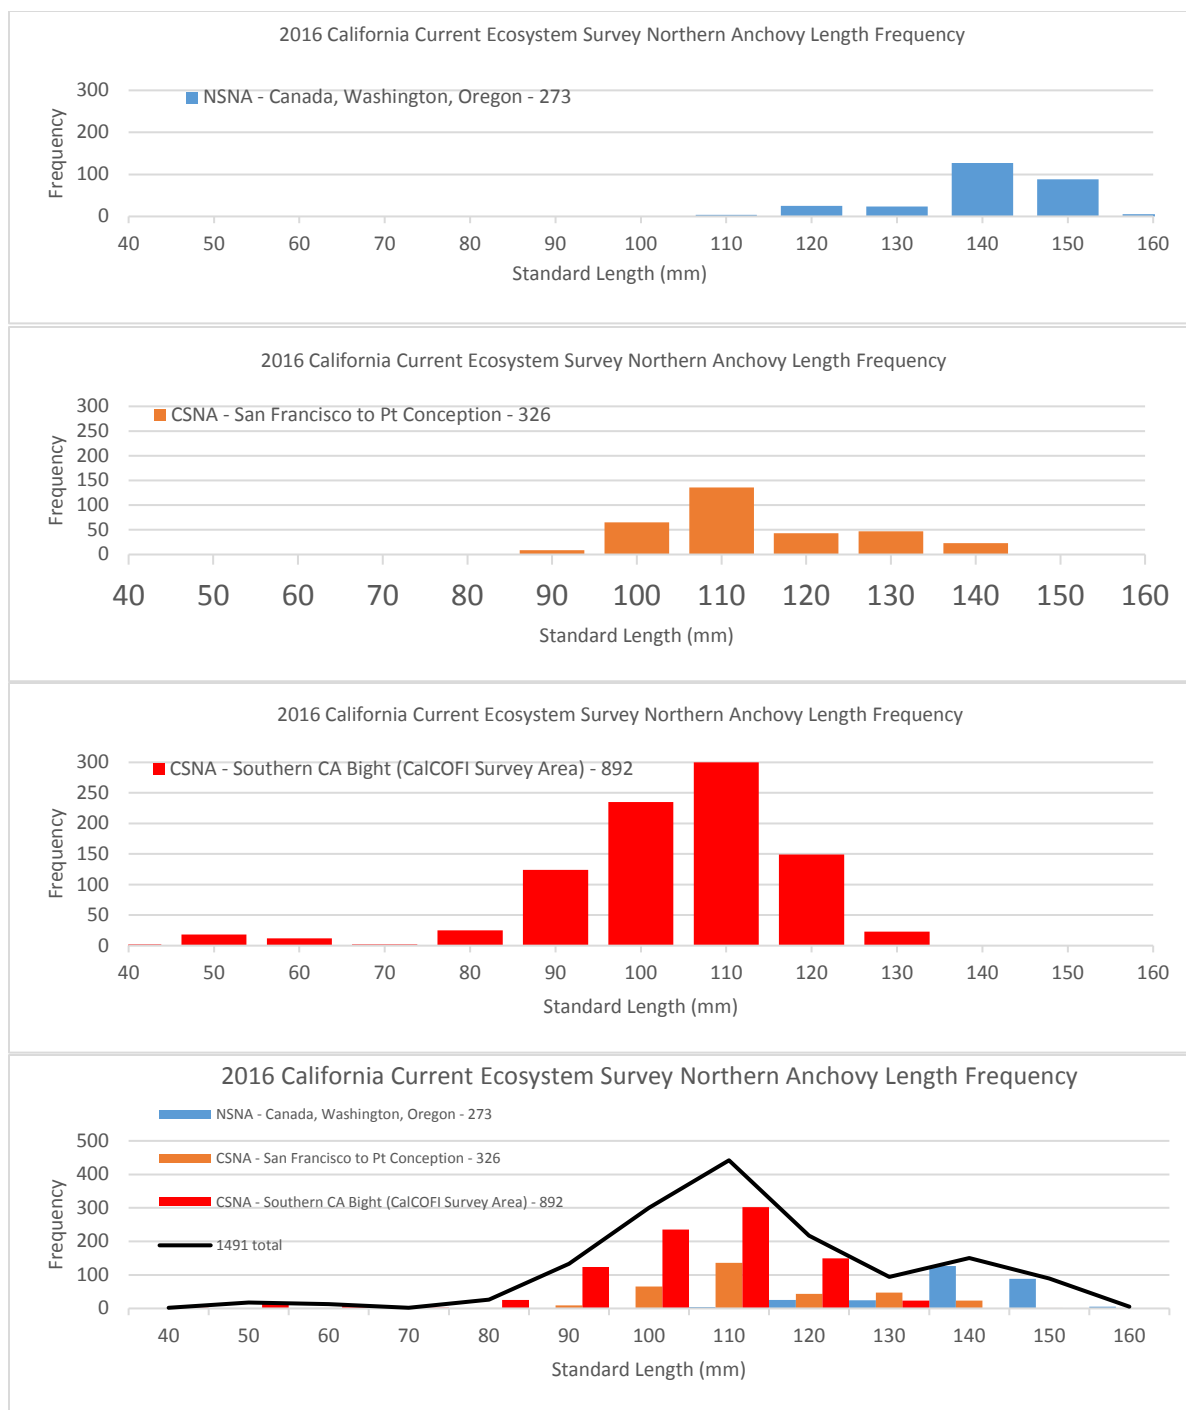 2016 California Current Ecosystem Survey Northern Anchovy Length Frequency
NSNA - Canada, Washington, Oregon - 273
Frequency
300
200
100
0
40 50 60 70 80 90 100 110 120 130 140 150 160
Standard Length (mm)
2016 California Current Ecosystem Survey Northern Anchovy Length Frequency
CSNA - San Francisco to Pt Conception - 326
Frequency
300
250
200
150
100
50
0
40 50 60 70 80 90 100 110 120 130 140 150 160
Standard Length (mm)
2016 California Current Ecosystem Survey Northern Anchovy Length Frequency
CSNA - Southern CA Bight (CalCOFI Survey Area) - 892
Frequency
300
250
200
150
100
50
0
40 50 60 70 80 90 100 110 120 130 140 150 160
Standard Length (mm)
2016 California Current Ecosystem Survey Northern Anchovy Length Frequency
NSNA - Canada, Washington, Oregon - 273
CSNA - San Francisco to Pt Conception - 326
CSNA - Southern CA Bight (CalCOFI Survey Area) - 892
1491 total
Frequency
500
400
300
200
100
0
40 50 60 70 80 90 100 110 120 130 140 150 160
Standard Length (mm)